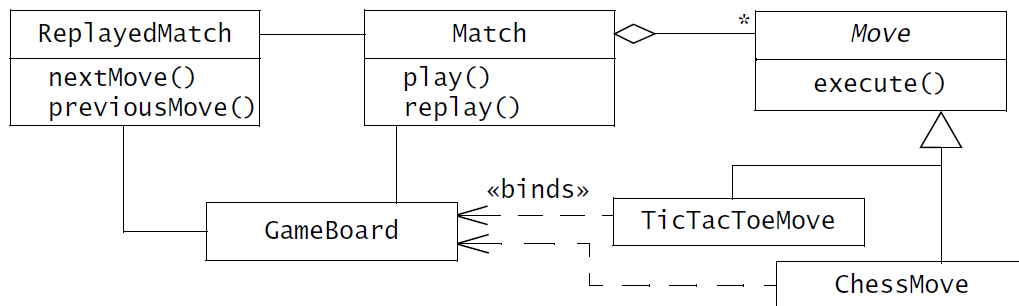 ReplayedMatch
nextMove()
previousMove()
Match
play()
replay()
*
Move
execute()
«binds»
GameBoard
TicTacToeMove
ChessMove